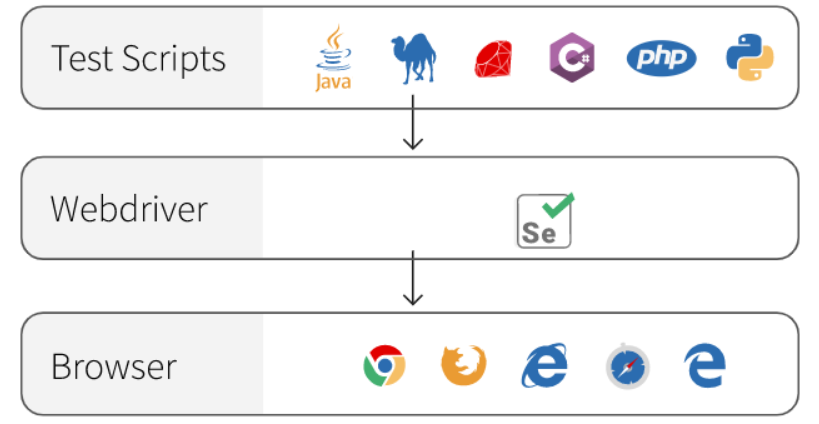 Test Scripts
Java
C#
php
Webdriver
Se
Browser